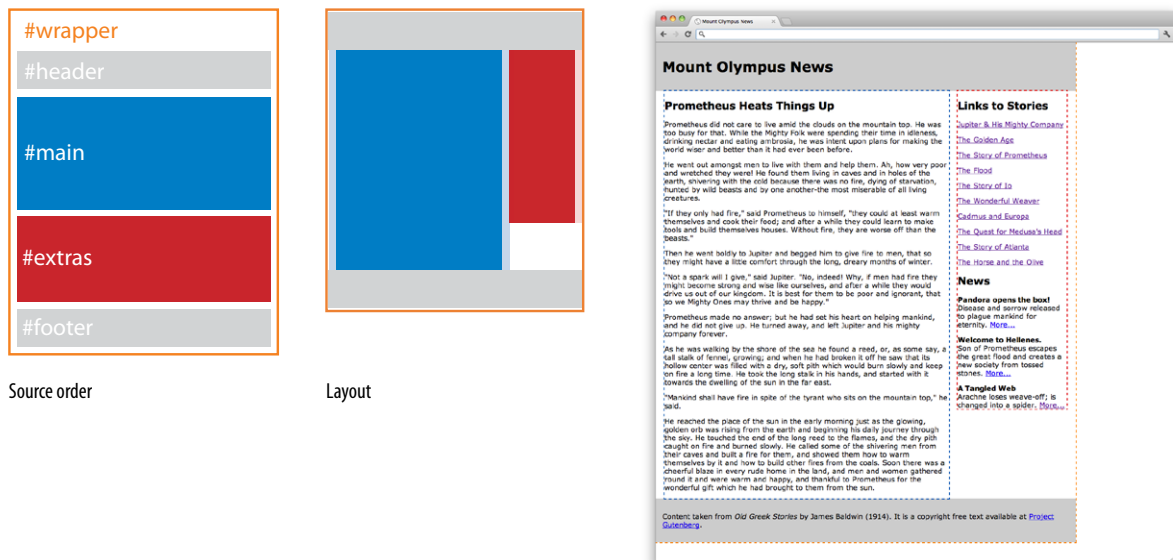 #wrapper
#header
#main
#extras
#footer
Source order
Layout
Mount Olympus News
Mount Olympus News
Prometheus Heats Things Up
Prometheus did not care to live amid the clouds on the mountain top. He was
too busy for that. While the Mighty Folk were spending their time in idleness,
drinking nectar and eating ambrosia, he was intent upon plans for making the
world wiser and better than it had ever been before.
He went out amongst men to live with them and help them. Ah, how very poor
and wretched they were! He found them living in caves and in holes of the
earth, shivering with the cold because there was no fire, dying of starvation,
hunted by wild beasts and by one another-the most miserable of all living
creatures.
"If they only had fire," said Prometheus to himself, "they could at least warm
themselves and cook their food; and after a while they could learn to make
tools and build themselves houses. Without fire, they are worse off than the
beasts."
Then he went boldly to Jupiter and begged him to give fire to men, that so
they might have a little comfort through the long, dreary months of winter.
"Not a spark will I give," said Jupiter. "No, indeed! Why, if men had fire they
might become strong and wise like ourselves, and after a while they would
drive us out of our kingdom. It is best for them to be poor and ignorant, that
so we Mighty Ones may thrive and be happy."
Prometheus made no answer; but he had set his heart on helping mankind,
and he did not give up. He turned away, and left Jupiter and his mighty
company forever.
As he was walking by the shore of the sea he found a reed, or, as some say, a
tall stalk of fennel, growing; and when he had broken it off he saw that its
hollow center was filled with a dry, soft pith which would burn slowly and keep
on fire a long time. He took the long stalk in his hands, and started with it
towards the dwelling of the sun in the far east.
"Mankind shall have fire in spite of the tyrant who sits on the mountain top," he
said.
He reached the place of the sun in the early morning just as the glowing,
golden orb was rising from the earth and beginning his daily journey through
the sky. He touched the end of the long reed to the flames, and the dry pith
caught on fire and burned slowly. He called some of the shivering men from
their caves and built a fire for them, and showed them how to warm
themselves by it and how to build other fires from the coals. Soon there was a
cheerful blaze in every rude home in the land, and men and women gathered
round it and were warm and happy, and thankful to Prometheus for the
wonderful gift which he had brought to them from the sun.
Links to Stories
Jupiter & His Mighty Company
The Golden Age
The Story of Prometheus
The Flood
The Story of Io
The Wonderful Weaver
Cadmus and Europa
The Quest for Medusa's Head
The Story of Atlanta
The Horse and the Olive
News
Pandora opens the box!
Disease and sorrow released
to plague mankind for
eternity. More...
Welcome to Hellenes.
Son of Prometheus escapes
the great flood and creates a
new society from tossed
stones. More...
A Tangled Web
Arachne loses weave-off; is
changed into a spider. More...
Content taken from Old Greek Stories by James Baldwin (1914). It is a copyright free text available at Project
Gutenberg.